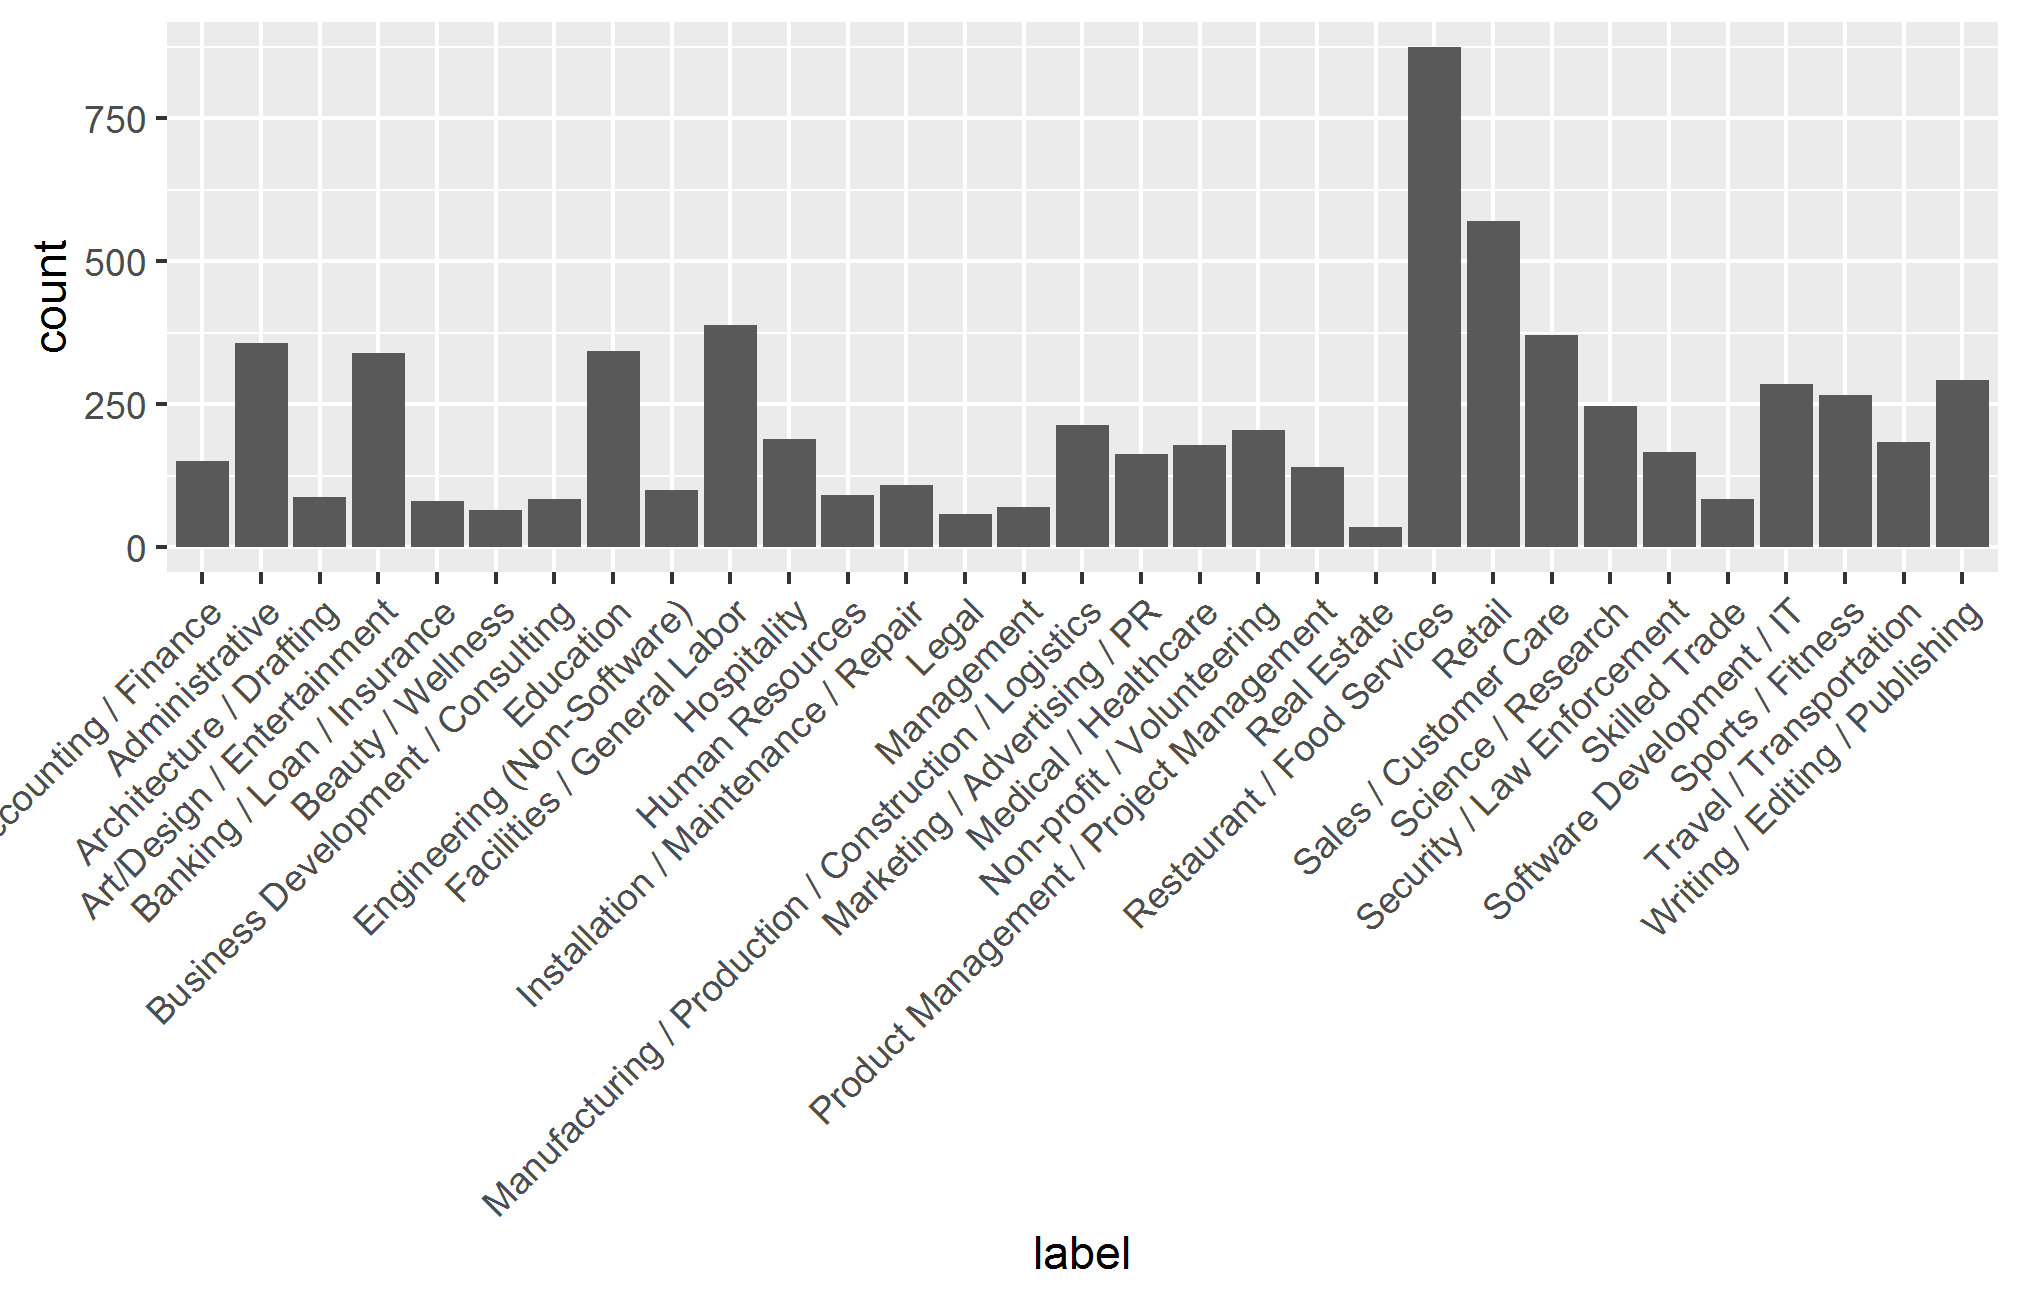 count
750
500
250
0
counting / Finance
Administrative
Architecture / Drafting
Art/Design / Entertainment
Banking / Loan / Insurance
Beauty / Wellness
Business Development / Consulting
Education
Engineering (Non-Software)
Facilities / General Labor
Hospitality
Human Resources
Installation / Maintenance / Repair
Legal
Management
Manufacturing / Production / Construction / Logistics
Marketing / Advertising / PR
Medical / Healthcare
Non-profit / Volunteering
Product Management / Project Management
Real Estate
Restaurant / Food Services
Retail
Sales / Customer Care
Science / Research
Security / Law Enforcement
Skilled Trade
Software Development / IT
Sports / Fitness
Travel / Transportation
Writing / Editing / Publishing
label